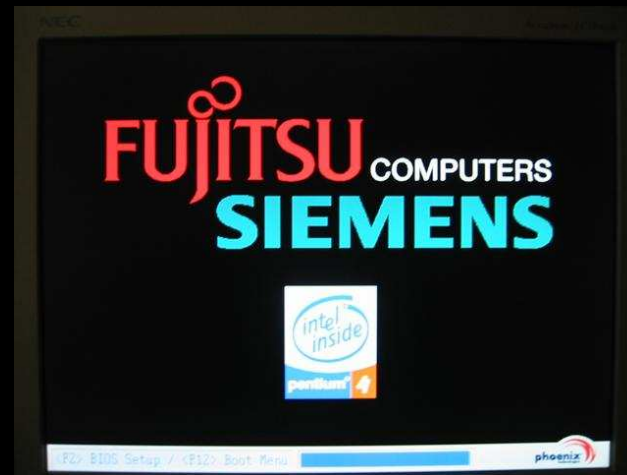 NEC
FUJITSU COMPUTERS
SIEMENS
intel
inside
pentium 4
<F2> BIOS Setup / <F12> Boot Menu
phoenix